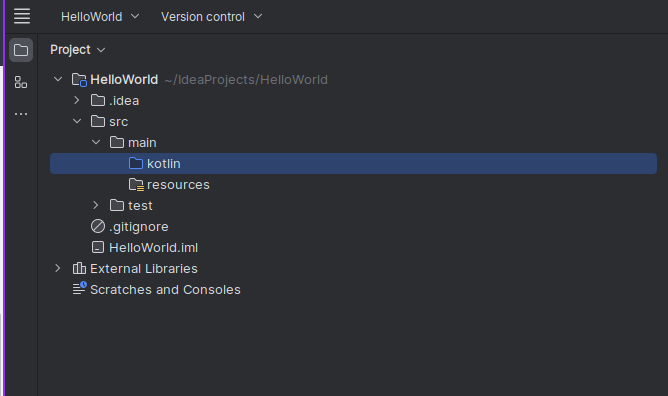 HelloWorld Version control
Project
HelloWorld ~/IdeaProjects/HelloWorld
.idea
src
main
kotlin
resources
test
.gitignore
HelloWorld.iml
External Libraries
Scratches and Consoles